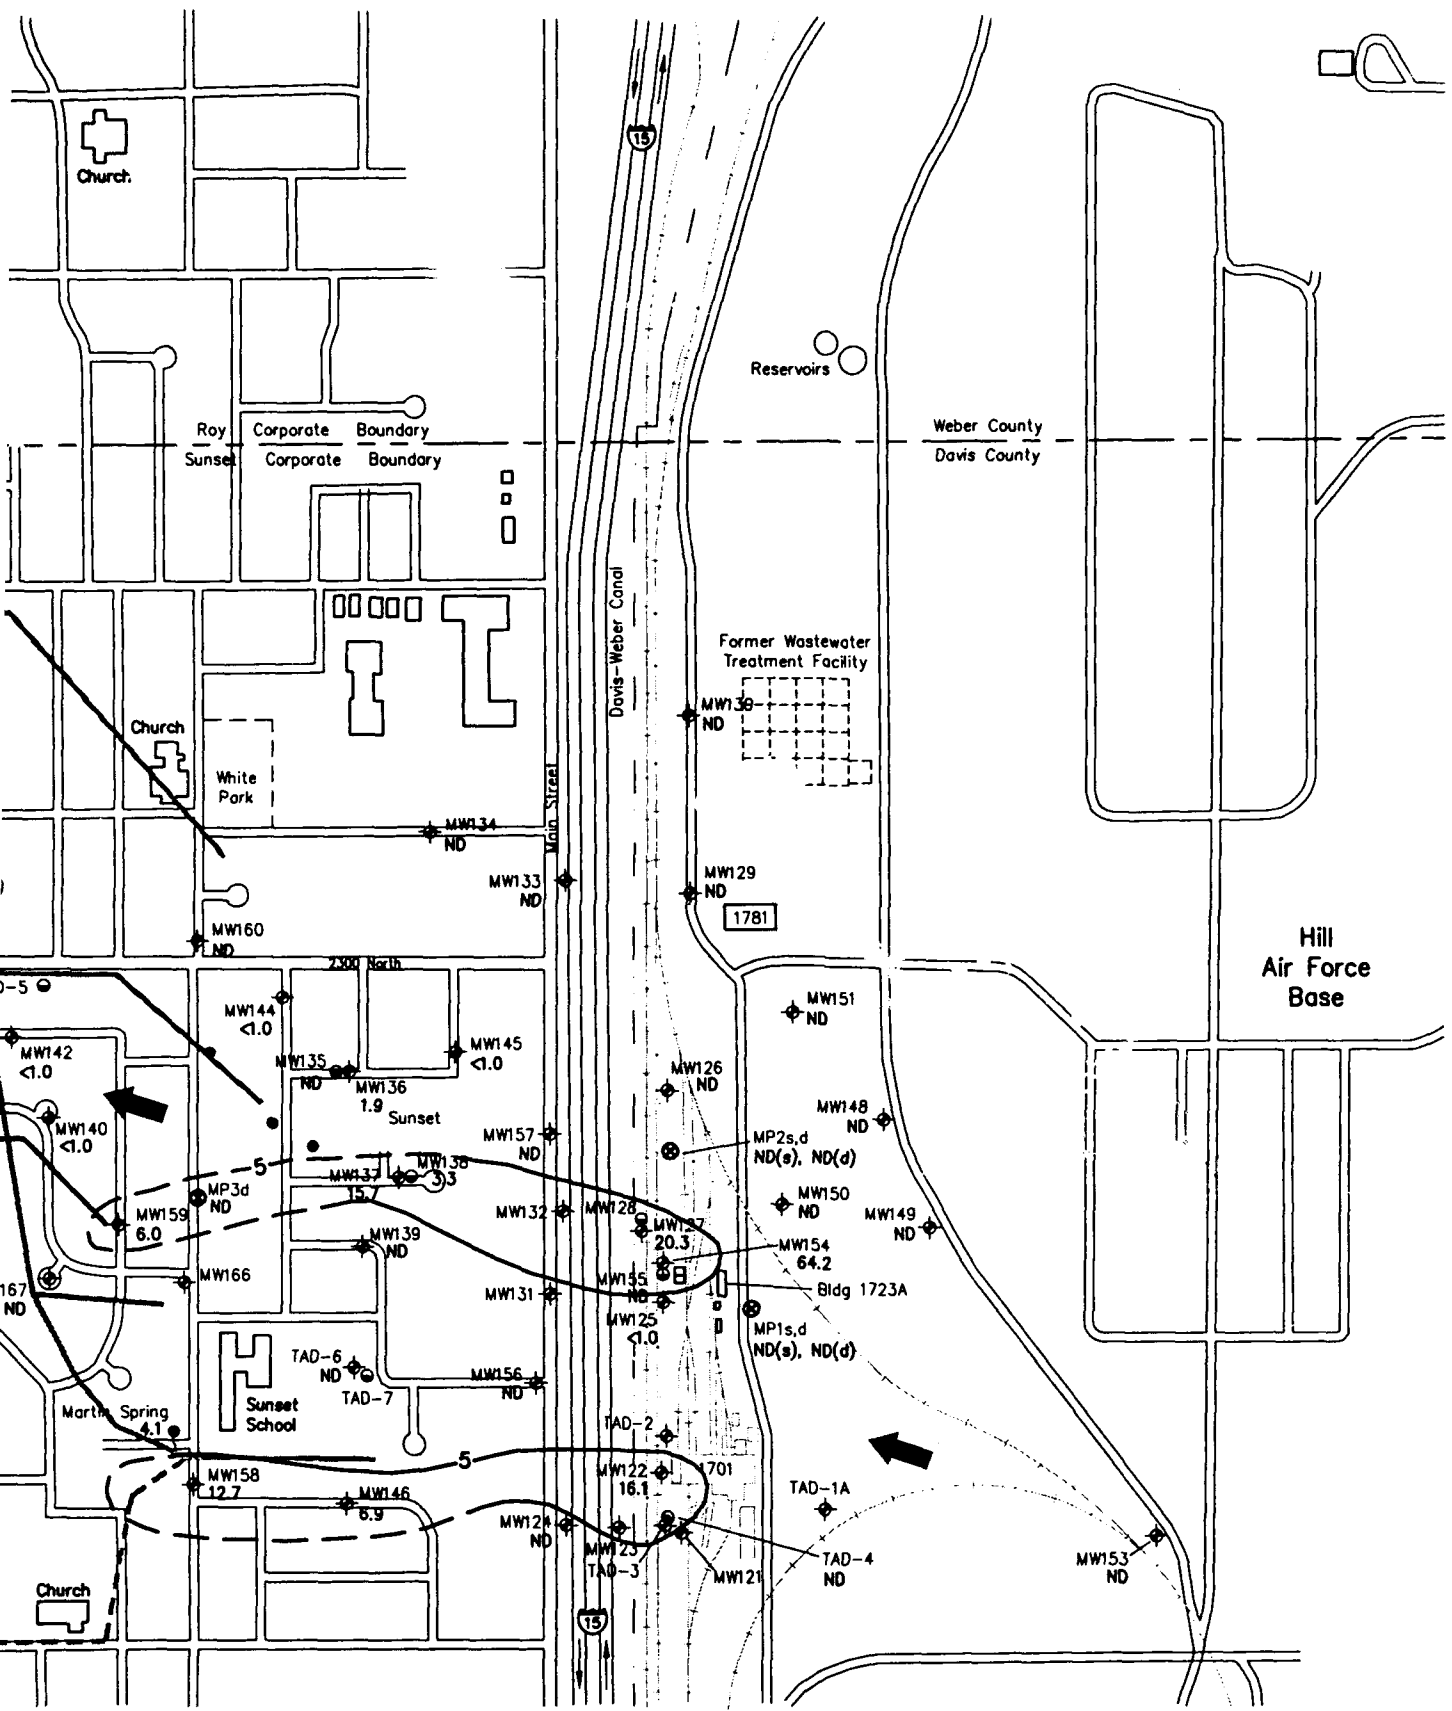 15
Church
Reservoirs
Roy Corporate Boundary
Sunset Corporate Boundary
Weber County
Davis County
Davis-Weber Canal
Former Wastewater
Treatment Facility
MW130
ND
Church
White
Park
Main Street
MW134
ND
MW133
ND
MW129
ND
1781
MW160
ND
Hill
Air Force
Base
2300 North
D-5
MW144
<1.0
MW151
ND
MW142
<1.0
MW135
ND
MW145
<1.0
MW136
1.9
MW126
ND
Sunset
MW140
<1.0
MW148
ND
MW157
ND
MP2s,d
ND(s), ND(d)
5
MW137
15.7
MW138
3.3
MP3d
ND
MW159
6.0
MW132
MW128
MW127
20.3
MW150
ND
MW149
ND
MW139
ND
MW154
64.2
MW166
167
ND
MW155
ND
Bldg 1723A
MW131
MW125
<1.0
MP1s,d
ND(s), ND(d)
TAD-6
ND
TAD-7
MW156
ND
Sunset
School
Martin Spring
4.1
TAD-2
5
MW158
12.7
MW122
16.1
1701
MW146
6.9
TAD-1A
MW124
ND
MW123
TAD-3
MW121
TAD-4
ND
MW153
ND
Church
15